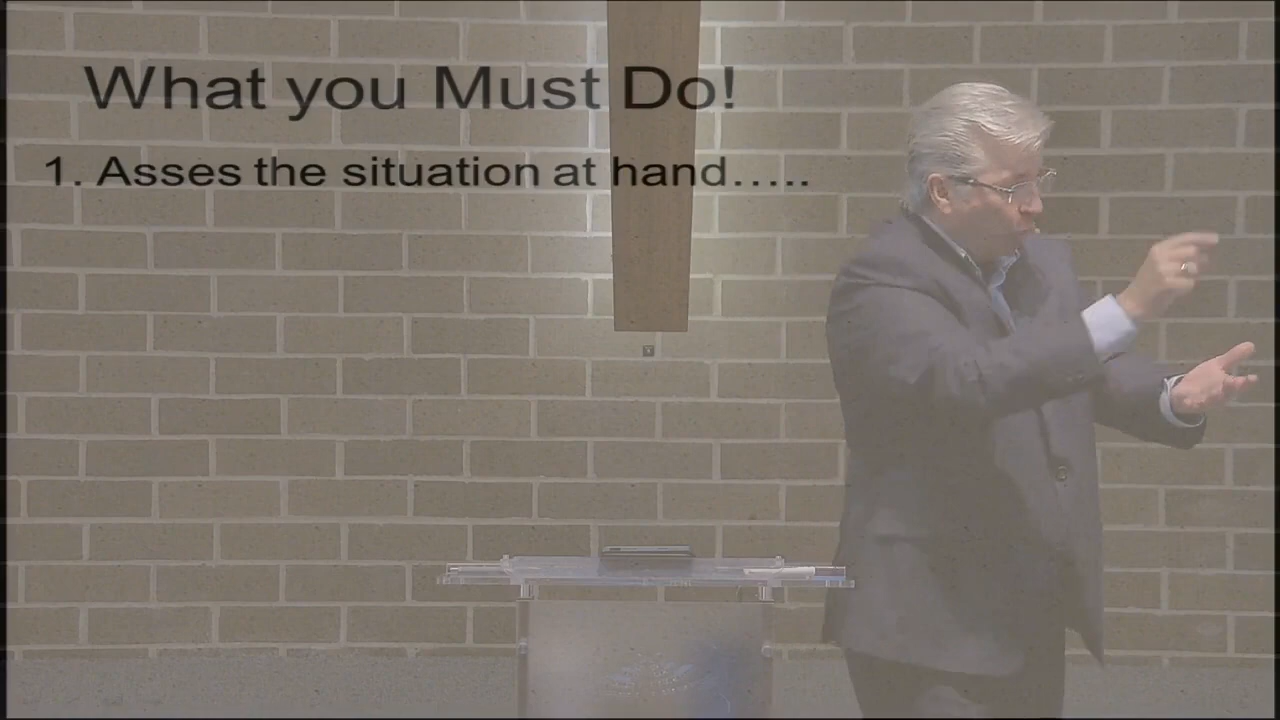 What you Must Do!
1. Asses the situation at hand.....